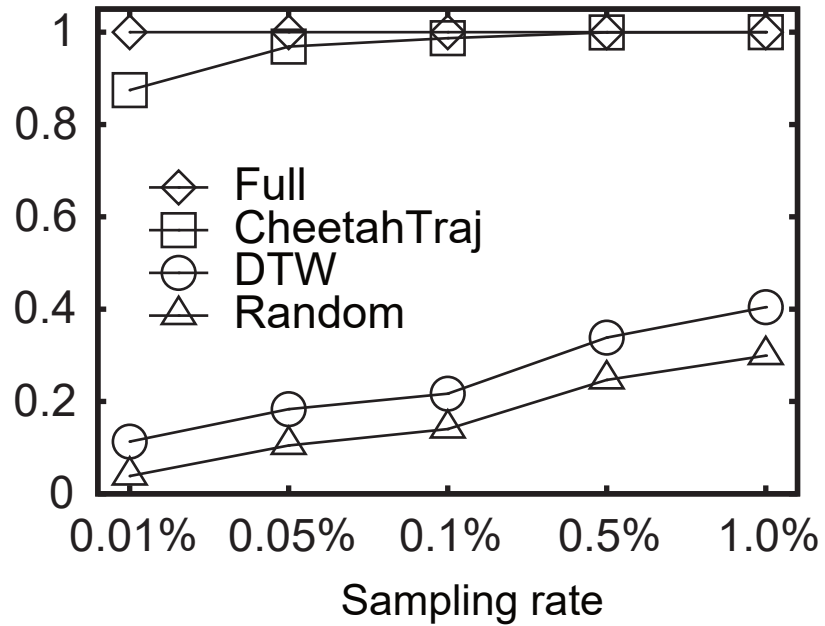 1
0.8
0.6
0.4
0.2
0
Full
CheetahTraj
DTW
Random
0.01% 0.05% 0.1% 0.5% 1.0%
Sampling rate